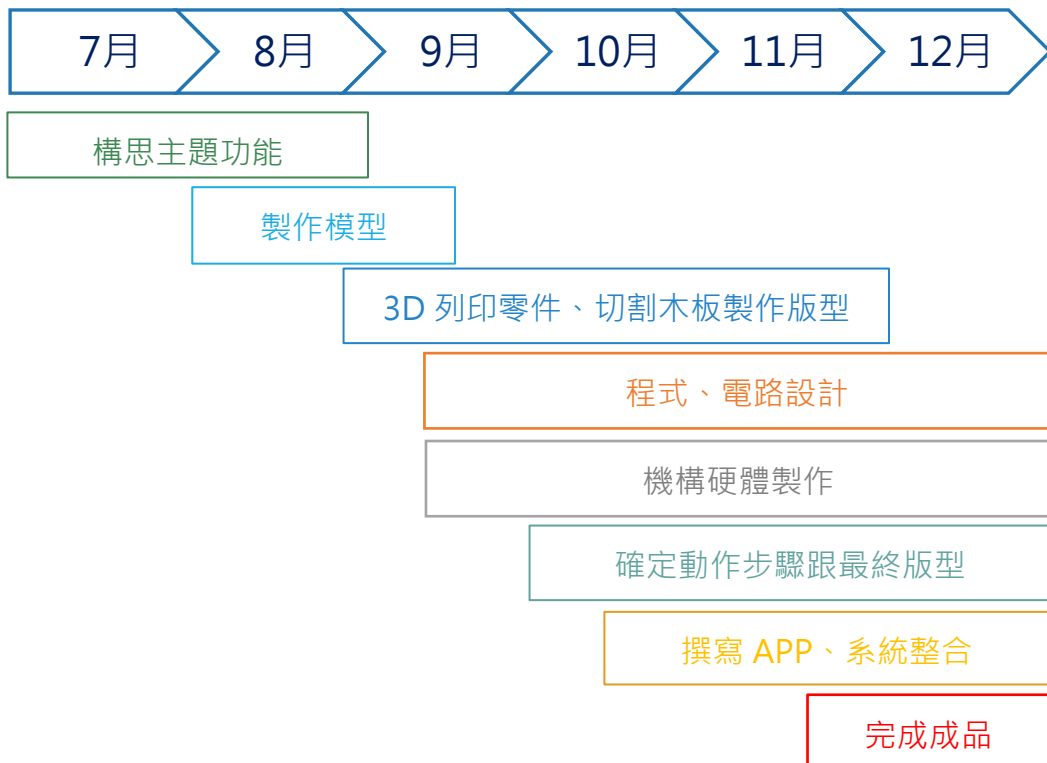 7月 8月 9月 10月 11月 12月
構思主題功能
製作模型
3D 列印零件、切割木板製作版型
程式、電路設計
機構硬體製作
確定動作步驟跟最終版型
撰寫 APP、系統整合
完成成品